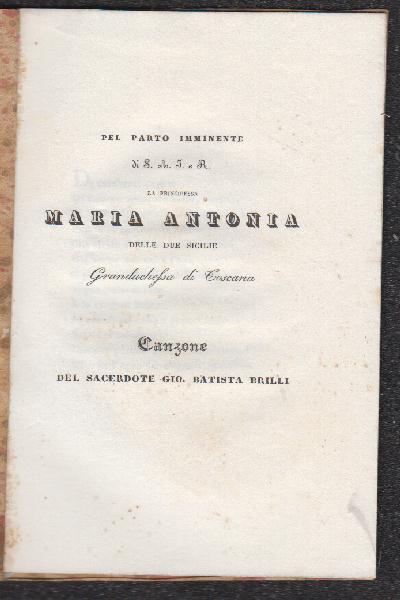 PEL PARTO IMMINENTE
di S. A. I. e R.
LA PRINCIPESSA
MARIA ANTONIA
DELLE DUE SICILIE
Granduchessa di Toscana
Canzone
DEL SACERDOTE GIO. BATISTA BRILLI